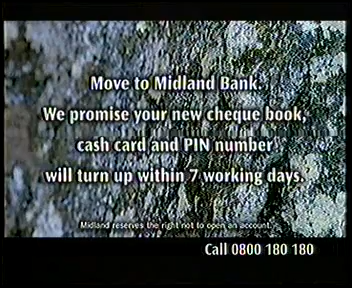 Move to Midland Bank.
We promise your new cheque book,
cash card and PIN number
will turn up within 7 working days.
Midland reserves the right not to open an account.
Call 0800 180 180